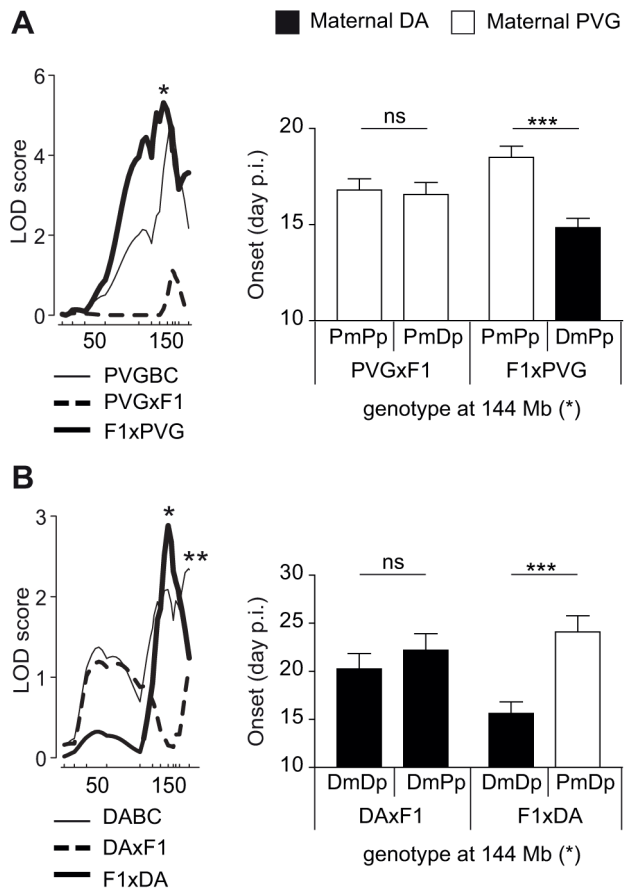 A
Maternal DA
Maternal PVG
LOD score
6
4
2
0
*
50
150
PVGBC
PVGxF1
F1xPVG
Onset (day p.i.)
20
15
10
ns
***
PmPp
PmDp
PmPp
DmPp
PVGxF1
F1xPVG
genotype at 144 Mb (*)
B
LOD score
3
2
1
0
*
**
50
150
DABC
DAxF1
F1xDA
Onset (day p.i.)
30
25
20
15
10
ns
***
DmDp
DmPp
DmDp
PmDp
DAxF1
F1xDA
genotype at 144 Mb (*)